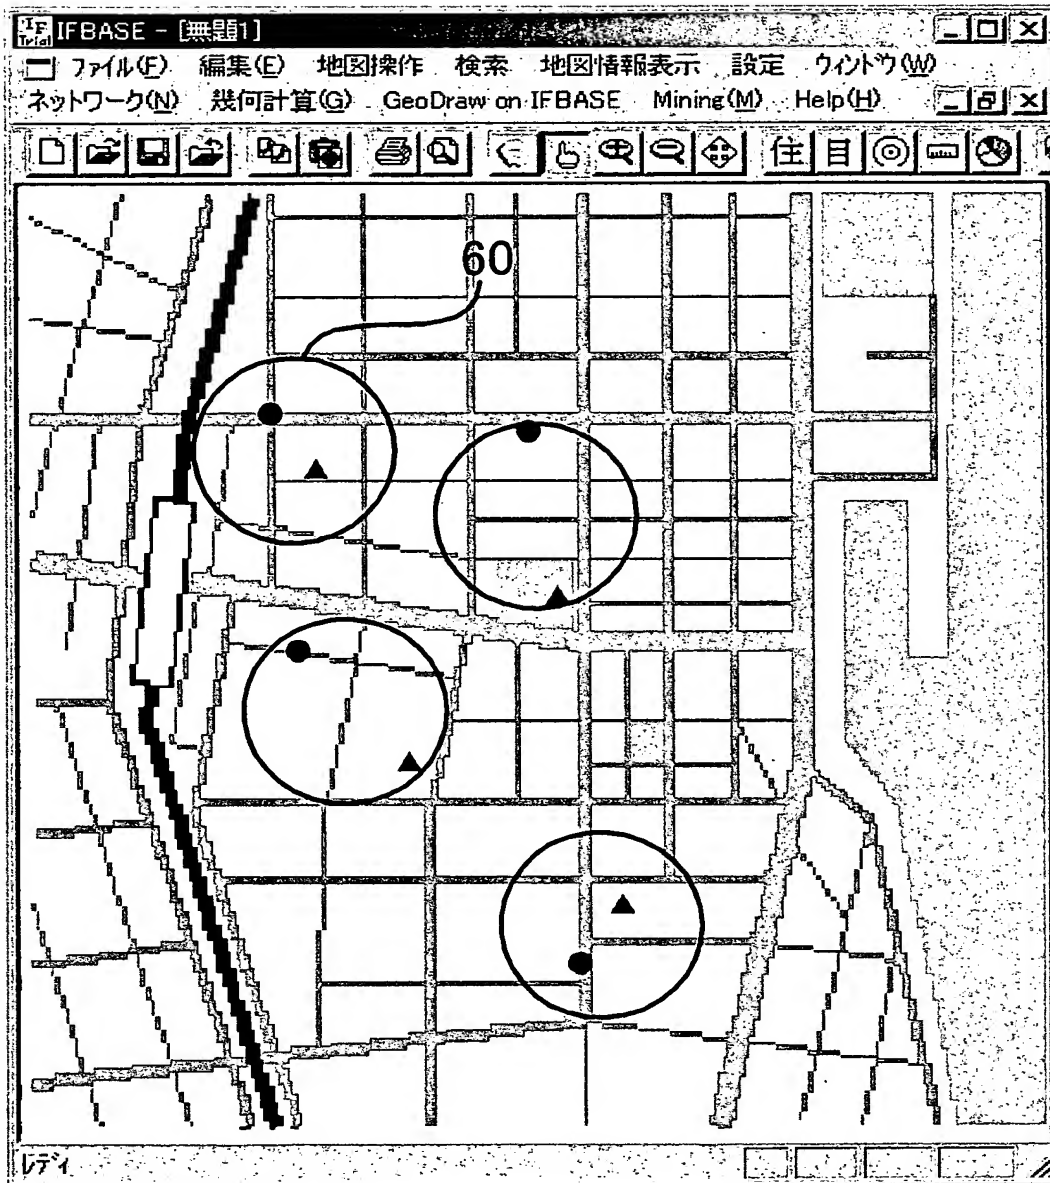 IF Trial IFBASE - [無題1]
ファイル(F) 編集(E) 地図操作 検索 地図情報表示 設定 ウィンドウ(W)
ネットワーク(N) 幾何計算(G) GeoDraw on IFBASE Mining(M) Help(H)
住 目
60
レディ